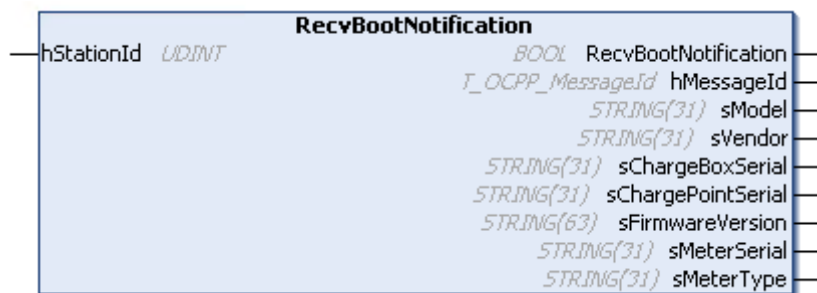 RecvBootNotification
hStationId UDINT BOOL RecvBootNotification
T_OCPP_MessageId hMessageId
STRING(31) sModel
STRING(31) sVendor
STRING(31) sChargeBoxSerial
STRING(31) sChargePointSerial
STRING(63) sFirmwareVersion
STRING(31) sMeterSerial
STRING(31) sMeterType